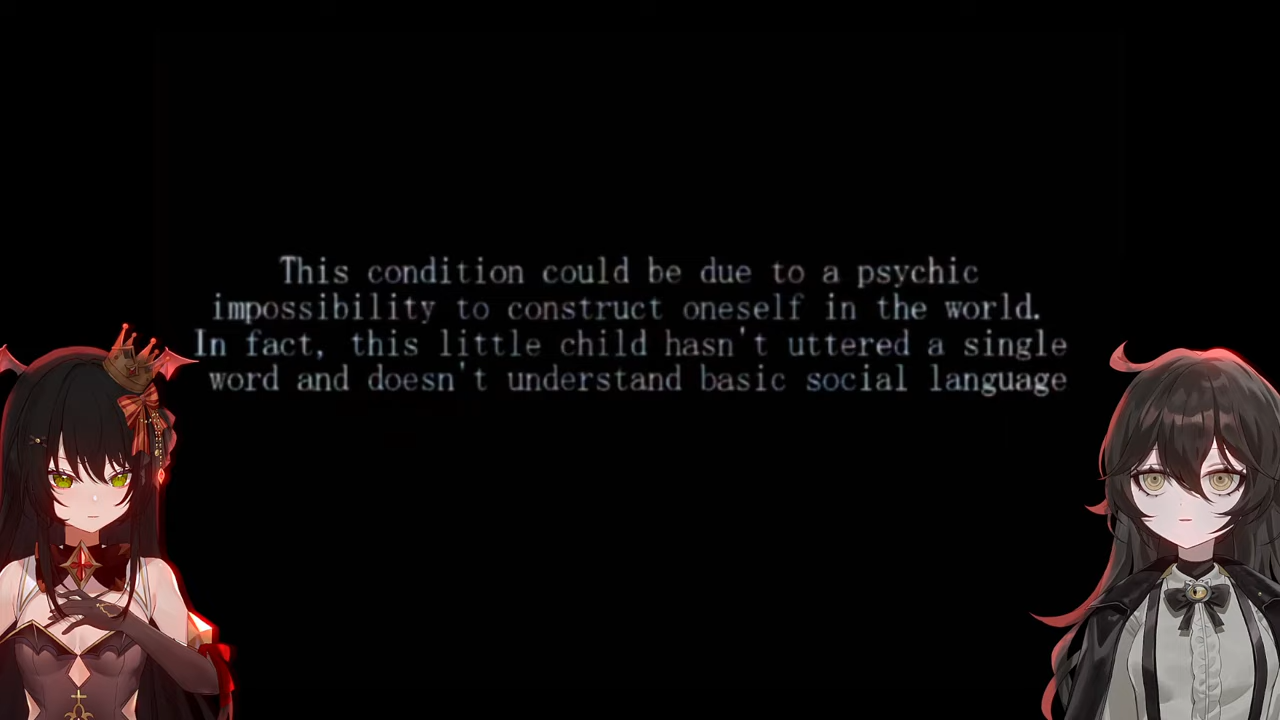 This condition could be due to a psychic
impossibility to construct oneself in the world.
In fact, this little child hasn't uttered a single
word and doesn't understand basic social language